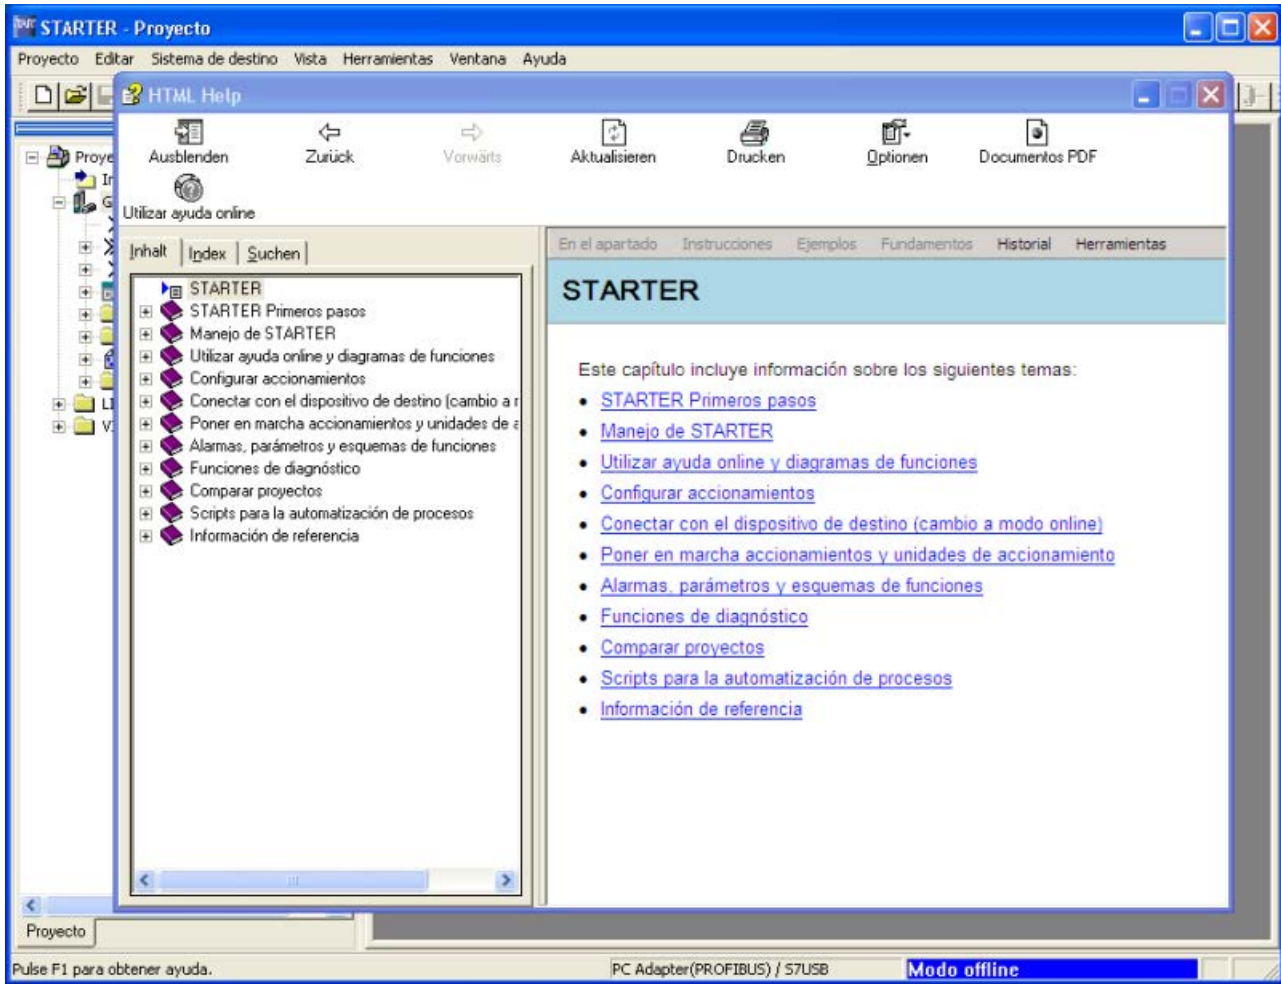 STARTER - Proyecto
Proyecto Editar Sistema de destino Vista Herramientas Ventana Ayuda
HTML Help
Ausblenden Zurück Vorwärts Aktualisieren Drucken Optionen Documentos PDF
Utilizar ayuda online
Inhalt Index Suchen
STARTER
STARTER Primeros pasos
Manejo de STARTER
Utilizar ayuda online y diagramas de funciones
Configurar accionamientos
Conectar con el dispositivo de destino (cambio a
Poner en marcha accionamientos y unidades de
Alarmas, parámetros y esquemas de funciones
Funciones de diagnóstico
Comparar proyectos
Scripts para la automatización de procesos
Información de referencia
En el apartado Instrucciones Ejemplos Fundamentos Historial Herramientas
STARTER
Este capítulo incluye información sobre los siguientes temas:
• STARTER Primeros pasos
• Manejo de STARTER
• Utilizar ayuda online y diagramas de funciones
• Configurar accionamientos
• Conectar con el dispositivo de destino (cambio a modo online)
• Poner en marcha accionamientos y unidades de accionamiento
• Alarmas, parámetros y esquemas de funciones
• Funciones de diagnóstico
• Comparar proyectos
• Scripts para la automatización de procesos
• Información de referencia
Proye
Proyecto
Pulse F1 para obtener ayuda. PC Adapter(PROFIBUS) / S7USB Modo offline